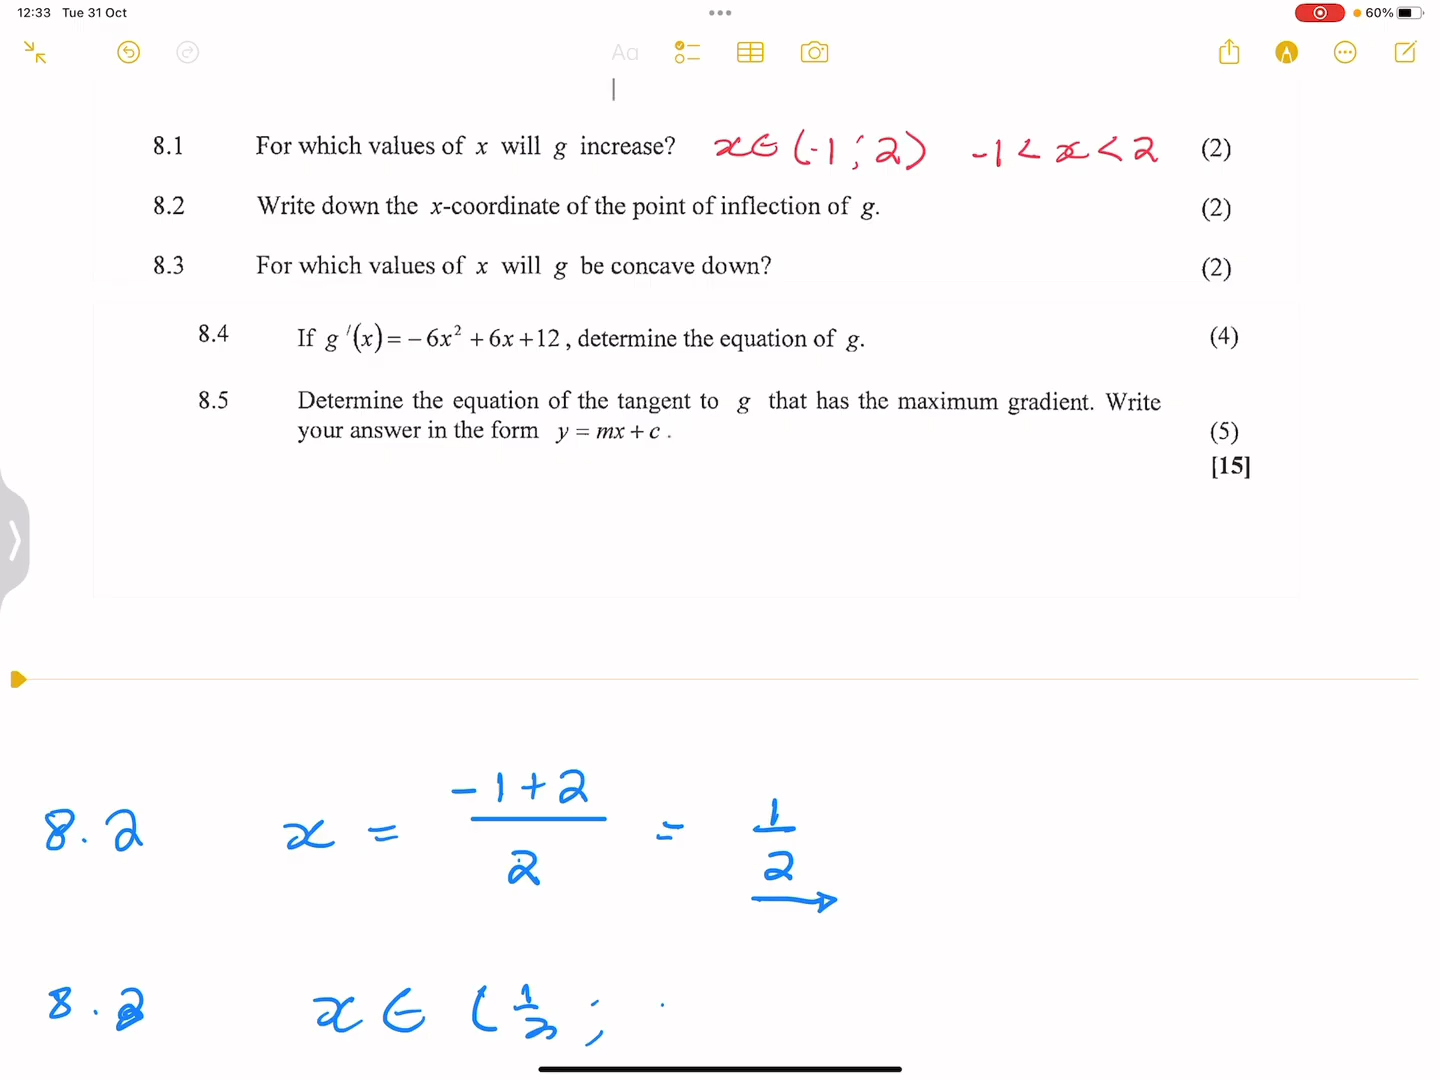 12:33 Tue 31 Oct
60%
Aa
8.1 For which values of x will g increase? x ∈ (-1 ; 2) -1 < x < 2 (2)
8.2 Write down the x-coordinate of the point of inflection of g. (2)
8.3 For which values of x will g be concave down? (2)
8.4 If g ′(x) = − 6x² + 6x + 12 , determine the equation of g. (4)
8.5 Determine the equation of the tangent to g that has the maximum gradient. Write
your answer in the form y = mx + c . (5)
[15]
8.2 x = (-1+2)/2 = 1/2
8.3 x ∈ (1/2 ;